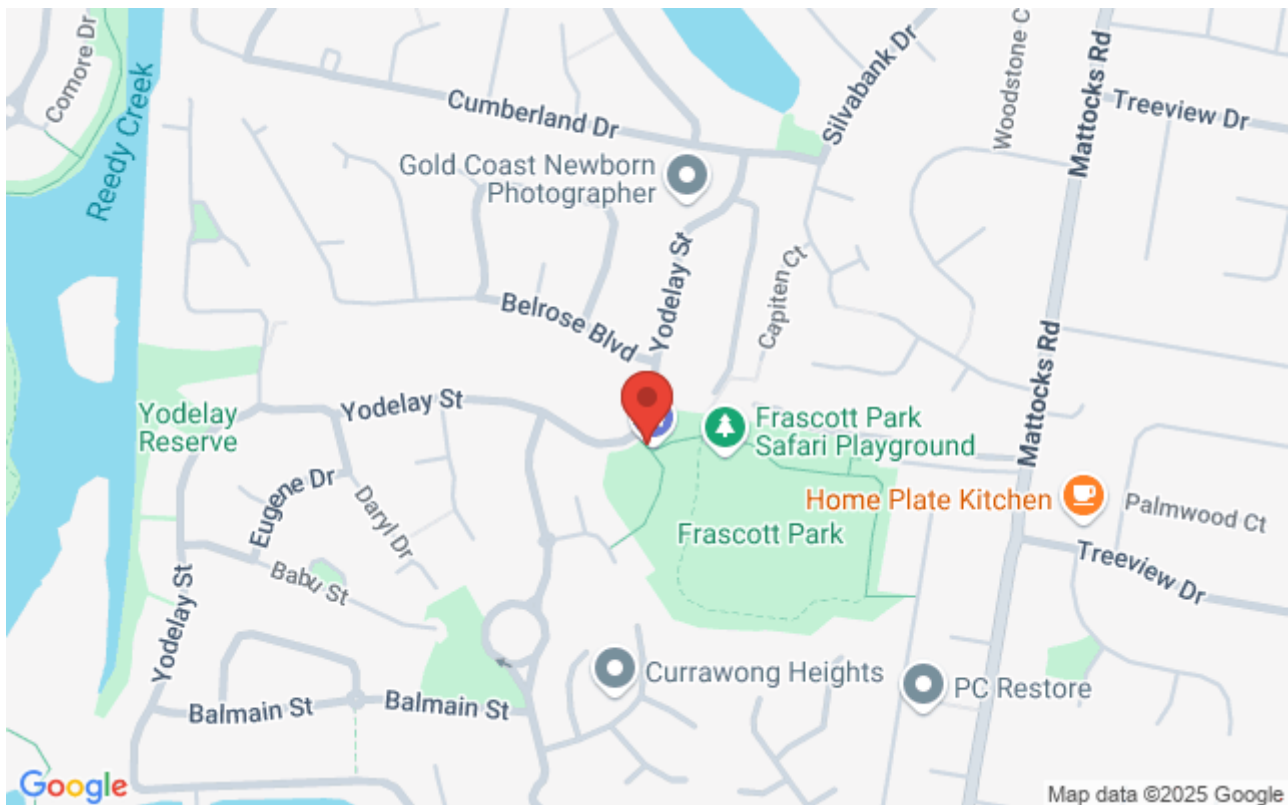 Comore Dr
Reedy Creek
Cumberland Dr
Silvabank Dr
Woodstone C
Mattocks Rd
Treeview Dr
Gold Coast Newborn
Photographer
Yodelay St
Capiten Ct
Belrose Blvd
Mattocks Rd
Yodelay
Reserve
Yodelay St
Frascott Park
Safari Playground
Home Plate Kitchen
Palmwood Ct
Eugene Dr
Daryl Dr
Frascott Park
Treeview Dr
Babu St
Yodelay St
Currawong Heights
PC Restore
Balmain St
Balmain St
Google
Map data ©2025 Google